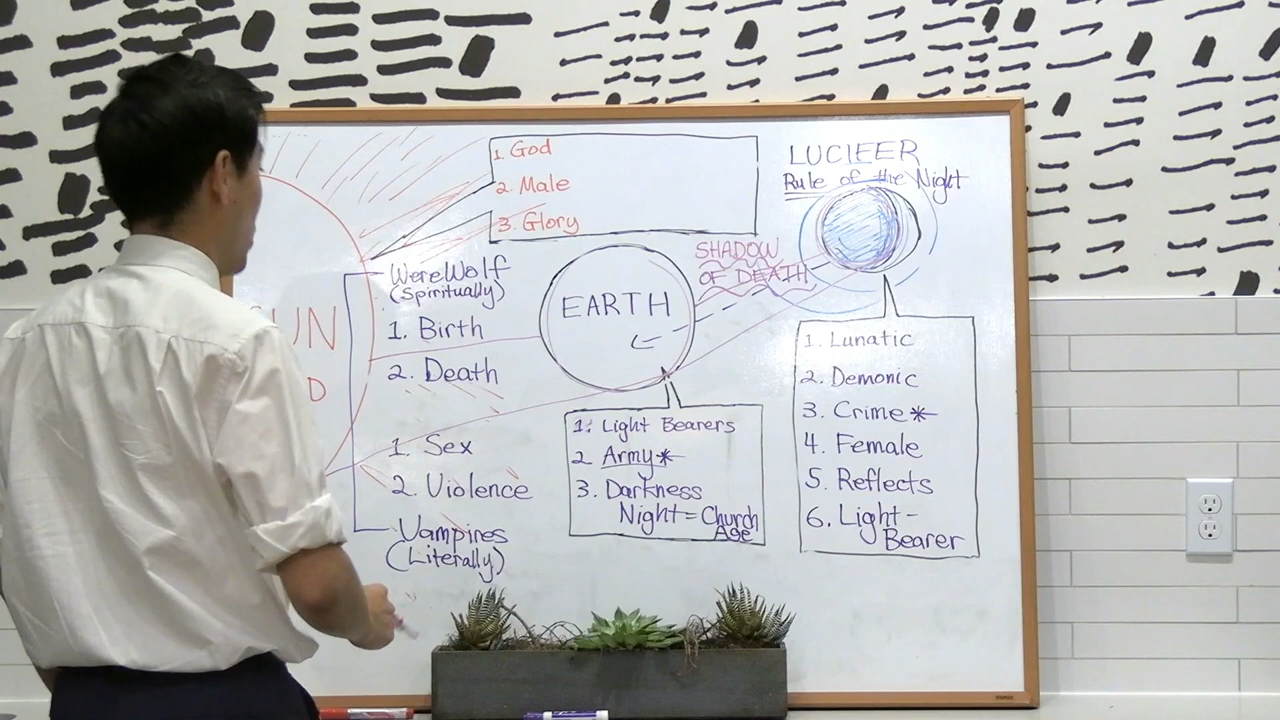 1. God
2. Male
3. Glory
LUCIFER
Rule of the Night
SHADOW
OF DEATH
WereWolf
(Spiritually)
1. Birth
2. Death
1. Sex
2. Violence
Vampires
(Literally)
UN
D
EARTH
1. Light Bearers
2 Army*
3. Darkness
Night = Church
Age
1. Lunatic
2. Demonic
3. Crime*
4. Female
5. Reflects
6. Light-
Bearer